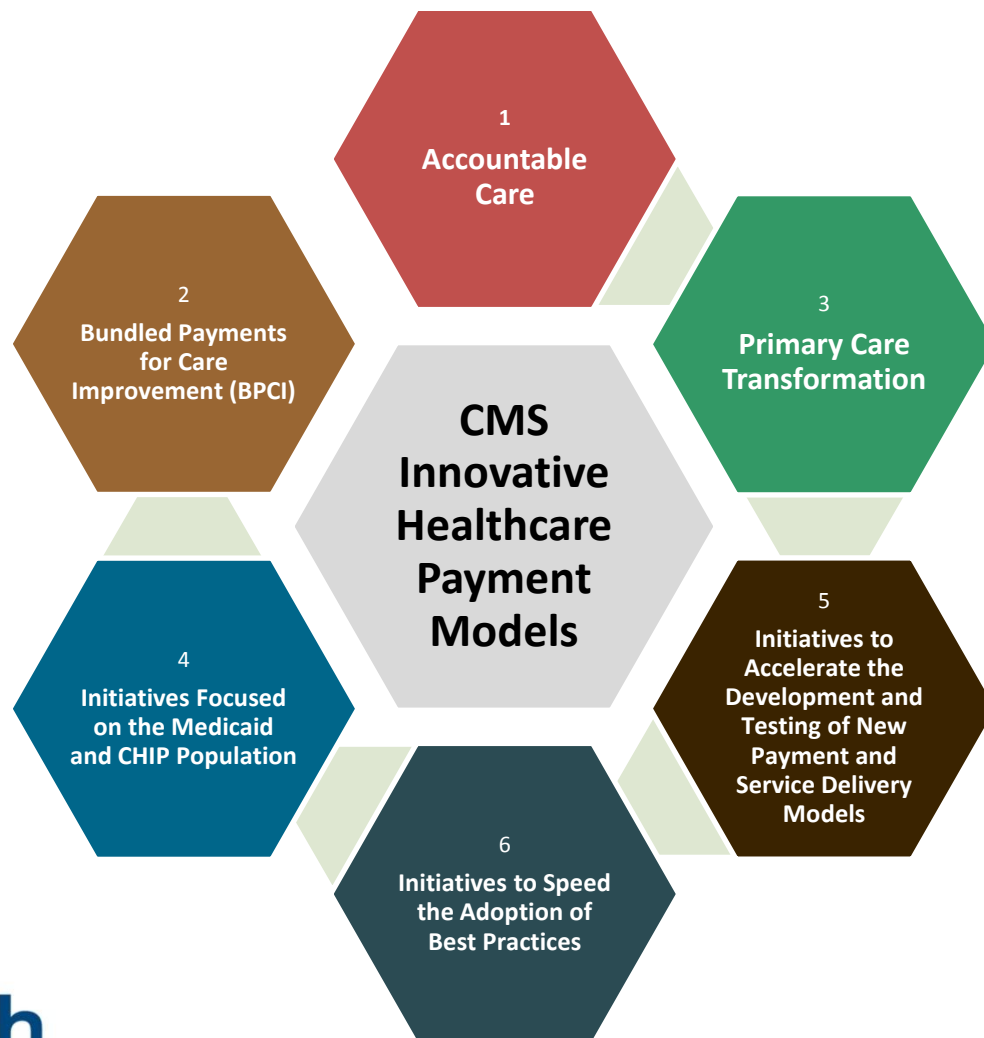 1
Accountable
Care
2
Bundled Payments
for Care
Improvement (BPCI)
3
Primary Care
Transformation
CMS
Innovative
Healthcare
Payment
Models
4
Initiatives Focused
on the Medicaid
and CHIP Population
5
Initiatives to
Accelerate the
Development and
Testing of New
Payment and
Service Delivery
Models
6
Initiatives to Speed
the Adoption of
Best Practices
h